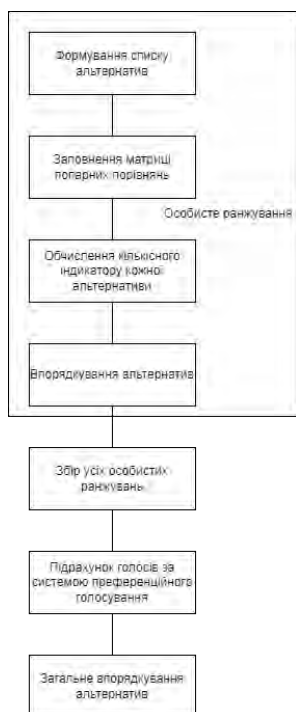 Формування списку
альтернатив
Заповнення матриці
попарних порівнянь
Особисте ранжування
Обчислення кількісного
індикатору кожної
альтернативи
Впорядкування альтернатив
Збір усіх особистих
ранжувань
Підрахунок голосів за
системою преференційного
голосування
Загальне впорядкування
альтернатив